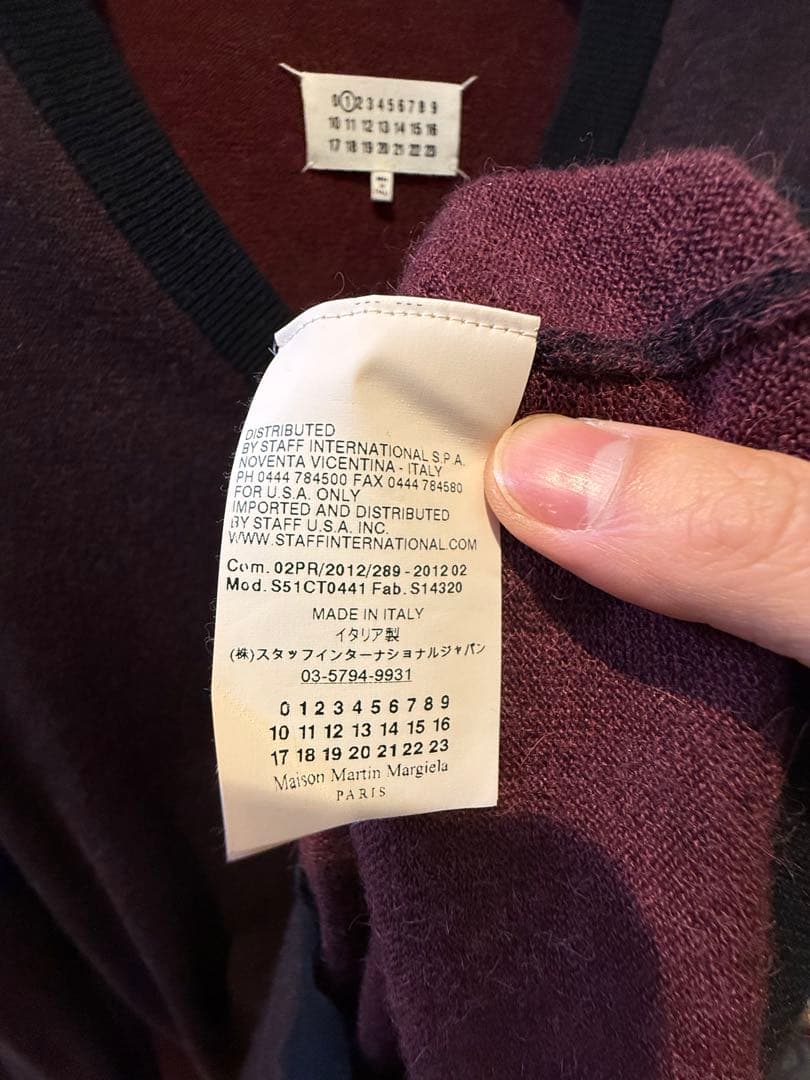 0 1 2 3 4 5 6 7 8 9
10 11 12 13 14 15 16
17 18 19 20 21 22 23
DISTRIBUTED
BY STAFF INTERNATIONAL S.P.A.
NOVENTA VICENTINA - ITALY
PH 0444 784500 FAX 0444 784580
FOR U.S.A. ONLY
IMPORTED AND DISTRIBUTED
BY STAFF U.S.A. INC.
WWW.STAFFINTERNATIONAL.COM
Com. 02PR/2012/289 - 2012 02
Mod. S51CT0441 Fab. S14320
MADE IN ITALY
イタリア製
(株)スタッフインターナショナルジャパン
03-5794-9931
0 1 2 3 4 5 6 7 8 9
10 11 12 13 14 15 16
17 18 19 20 21 22 23
Maison Martin Margiela
PARIS